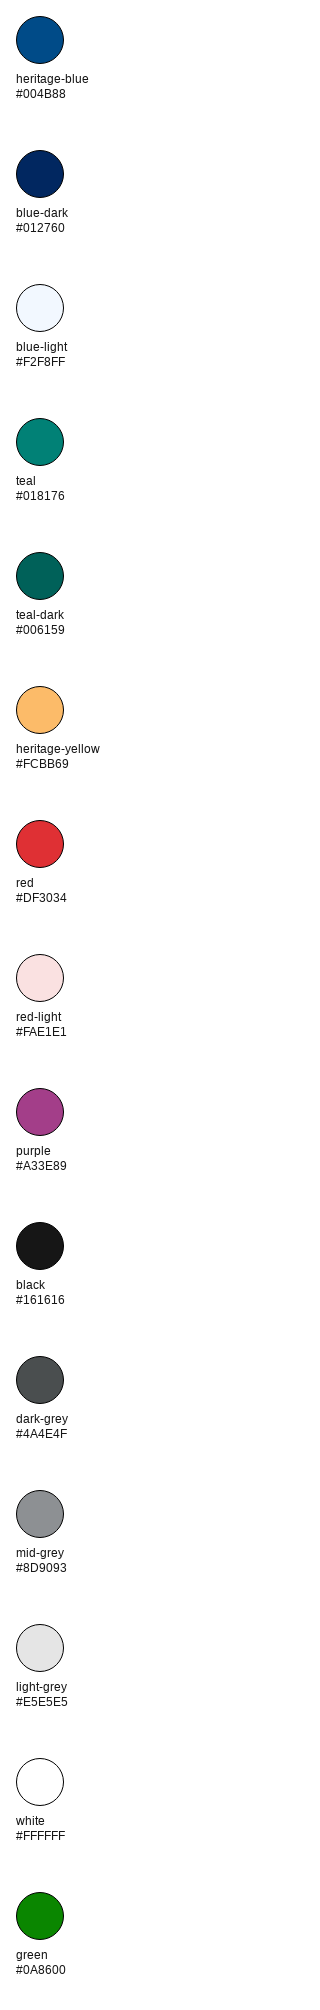 heritage-blue
#004B88
blue-dark
#012760
blue-light
#F2F8FF
teal
#018176
teal-dark
#006159
heritage-yellow
#FCBB69
red
#DF3034
red-light
#FAE1E1
purple
#A33E89
black
#161616
dark-grey
#4A4E4F
mid-grey
#8D9093
light-grey
#E5E5E5
white
#FFFFFF
green
#0A8600